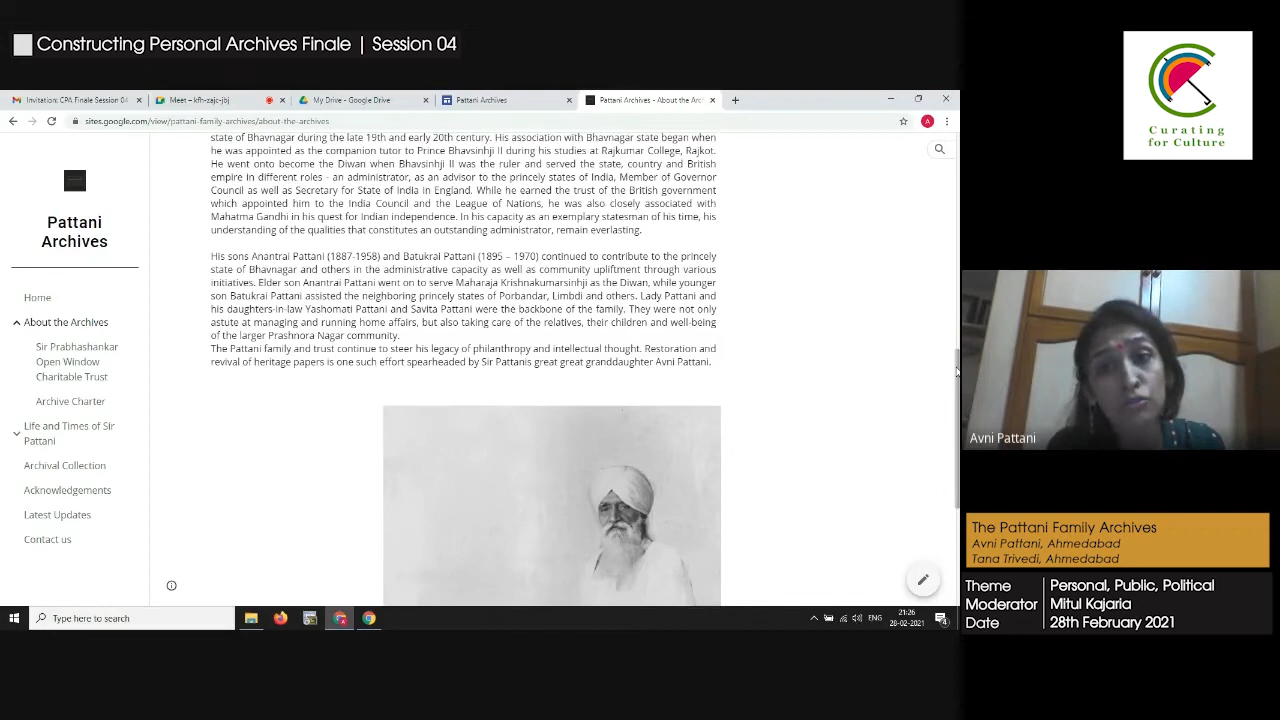 Constructing Personal Archives Finale | Session 04
Curating
for Culture
Invitation: CPA Finale Session 04
Meet – kfh-zajc-jbj
My Drive - Google Drive
Pattani Archives
Pattani Archives - About the Arch
sites.google.com/view/pattani-family-archives/about-the-archives
A
Pattani
Archives
Home
About the Archives
Sir Prabhashankar
Open Window
Charitable Trust
Archive Charter
Life and Times of Sir
Pattani
Archival Collection
Acknowledgements
Latest Updates
Contact us
state of Bhavnagar during the late 19th and early 20th century. His association with Bhavnagar state began when
he was appointed as the companion tutor to Prince Bhavsinhji II during his studies at Rajkumar College, Rajkot.
He went onto become the Diwan when Bhavsinhji II was the ruler and served the state, country and British
empire in different roles - an administrator, as an advisor to the princely states of India, Member of Governor
Council as well as Secretary for State of India in England. While he earned the trust of the British government
which appointed him to the India Council and the League of Nations, he was also closely associated with
Mahatma Gandhi in his quest for Indian independence. In his capacity as an exemplary statesman of his time, his
understanding of the qualities that constitutes an outstanding administrator, remain everlasting.
His sons Anantrai Pattani (1887-1958) and Batukrai Pattani (1895 – 1970) continued to contribute to the princely
state of Bhavnagar and others in the administrative capacity as well as community upliftment through various
initiatives. Elder son Anantrai Pattani went on to serve Maharaja Krishnakumarsinhji as the Diwan, while younger
son Batukrai Pattani assisted the neighboring princely states of Porbandar, Limbdi and others. Lady Pattani and
his daughters-in-law Yashomati Pattani and Savita Pattani were the backbone of the family. They were not only
astute at managing and running home affairs, but also taking care of the relatives, their children and well-being
of the larger Prashnora Nagar community.
The Pattani family and trust continue to steer his legacy of philanthropy and intellectual thought. Restoration and
revival of heritage papers is one such effort spearheaded by Sir Pattanis great great granddaughter Avni Pattani.
Avni Pattani
The Pattani Family Archives
Avni Pattani, Ahmedabad
Tana Trivedi, Ahmedabad
Theme Personal, Public, Political
Moderator Mitul Kajaria
Date 28th February 2021
Type here to search
ENG
21:26
28-02-2021
4